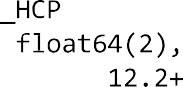 _HCP
float64(2),
12.2+